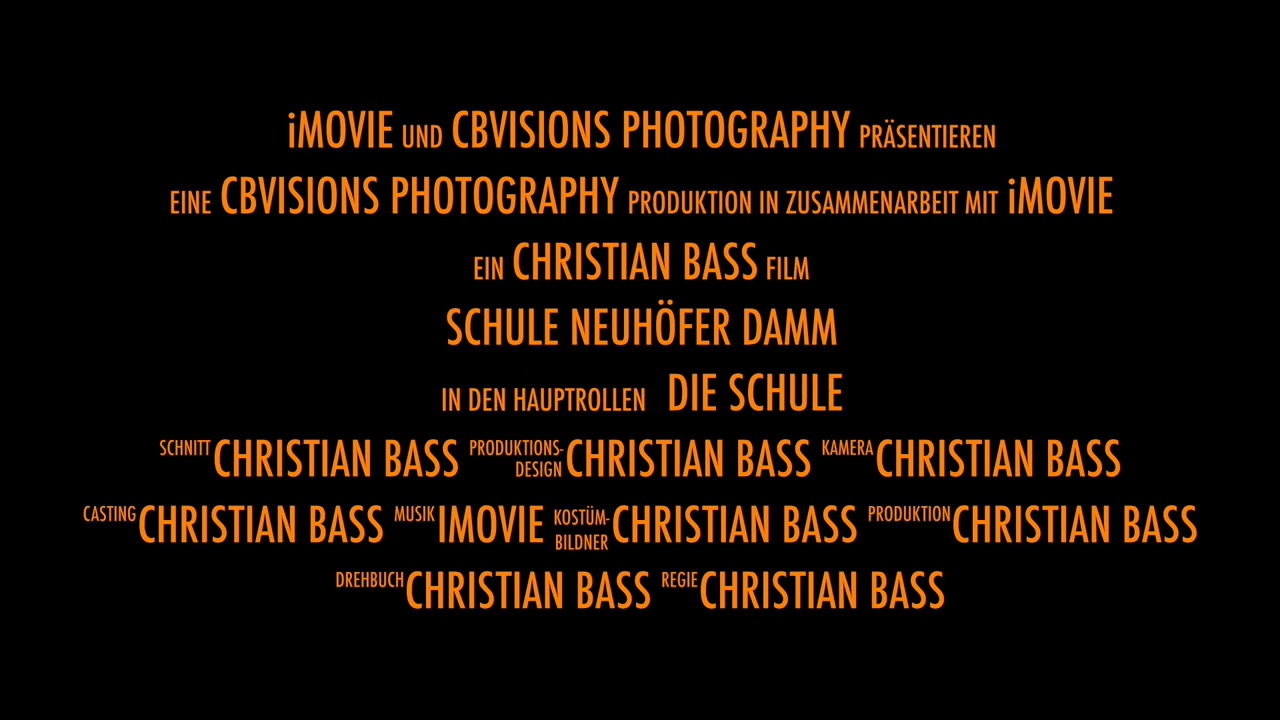 iMOVIE UND CBVISIONS PHOTOGRAPHY PRÄSENTIEREN
EINE CBVISIONS PHOTOGRAPHY PRODUKTION IN ZUSAMMENARBEIT MIT iMOVIE
EIN CHRISTIAN BASS FILM
SCHULE NEUHÖFER DAMM
IN DEN HAUPTROLLEN DIE SCHULE
SCHNITT CHRISTIAN BASS PRODUKTIONS-DESIGN CHRISTIAN BASS KAMERA CHRISTIAN BASS
CASTING CHRISTIAN BASS MUSIK IMOVIE KOSTÜM-BILDNER CHRISTIAN BASS PRODUKTION CHRISTIAN BASS
DREHBUCH CHRISTIAN BASS REGIE CHRISTIAN BASS